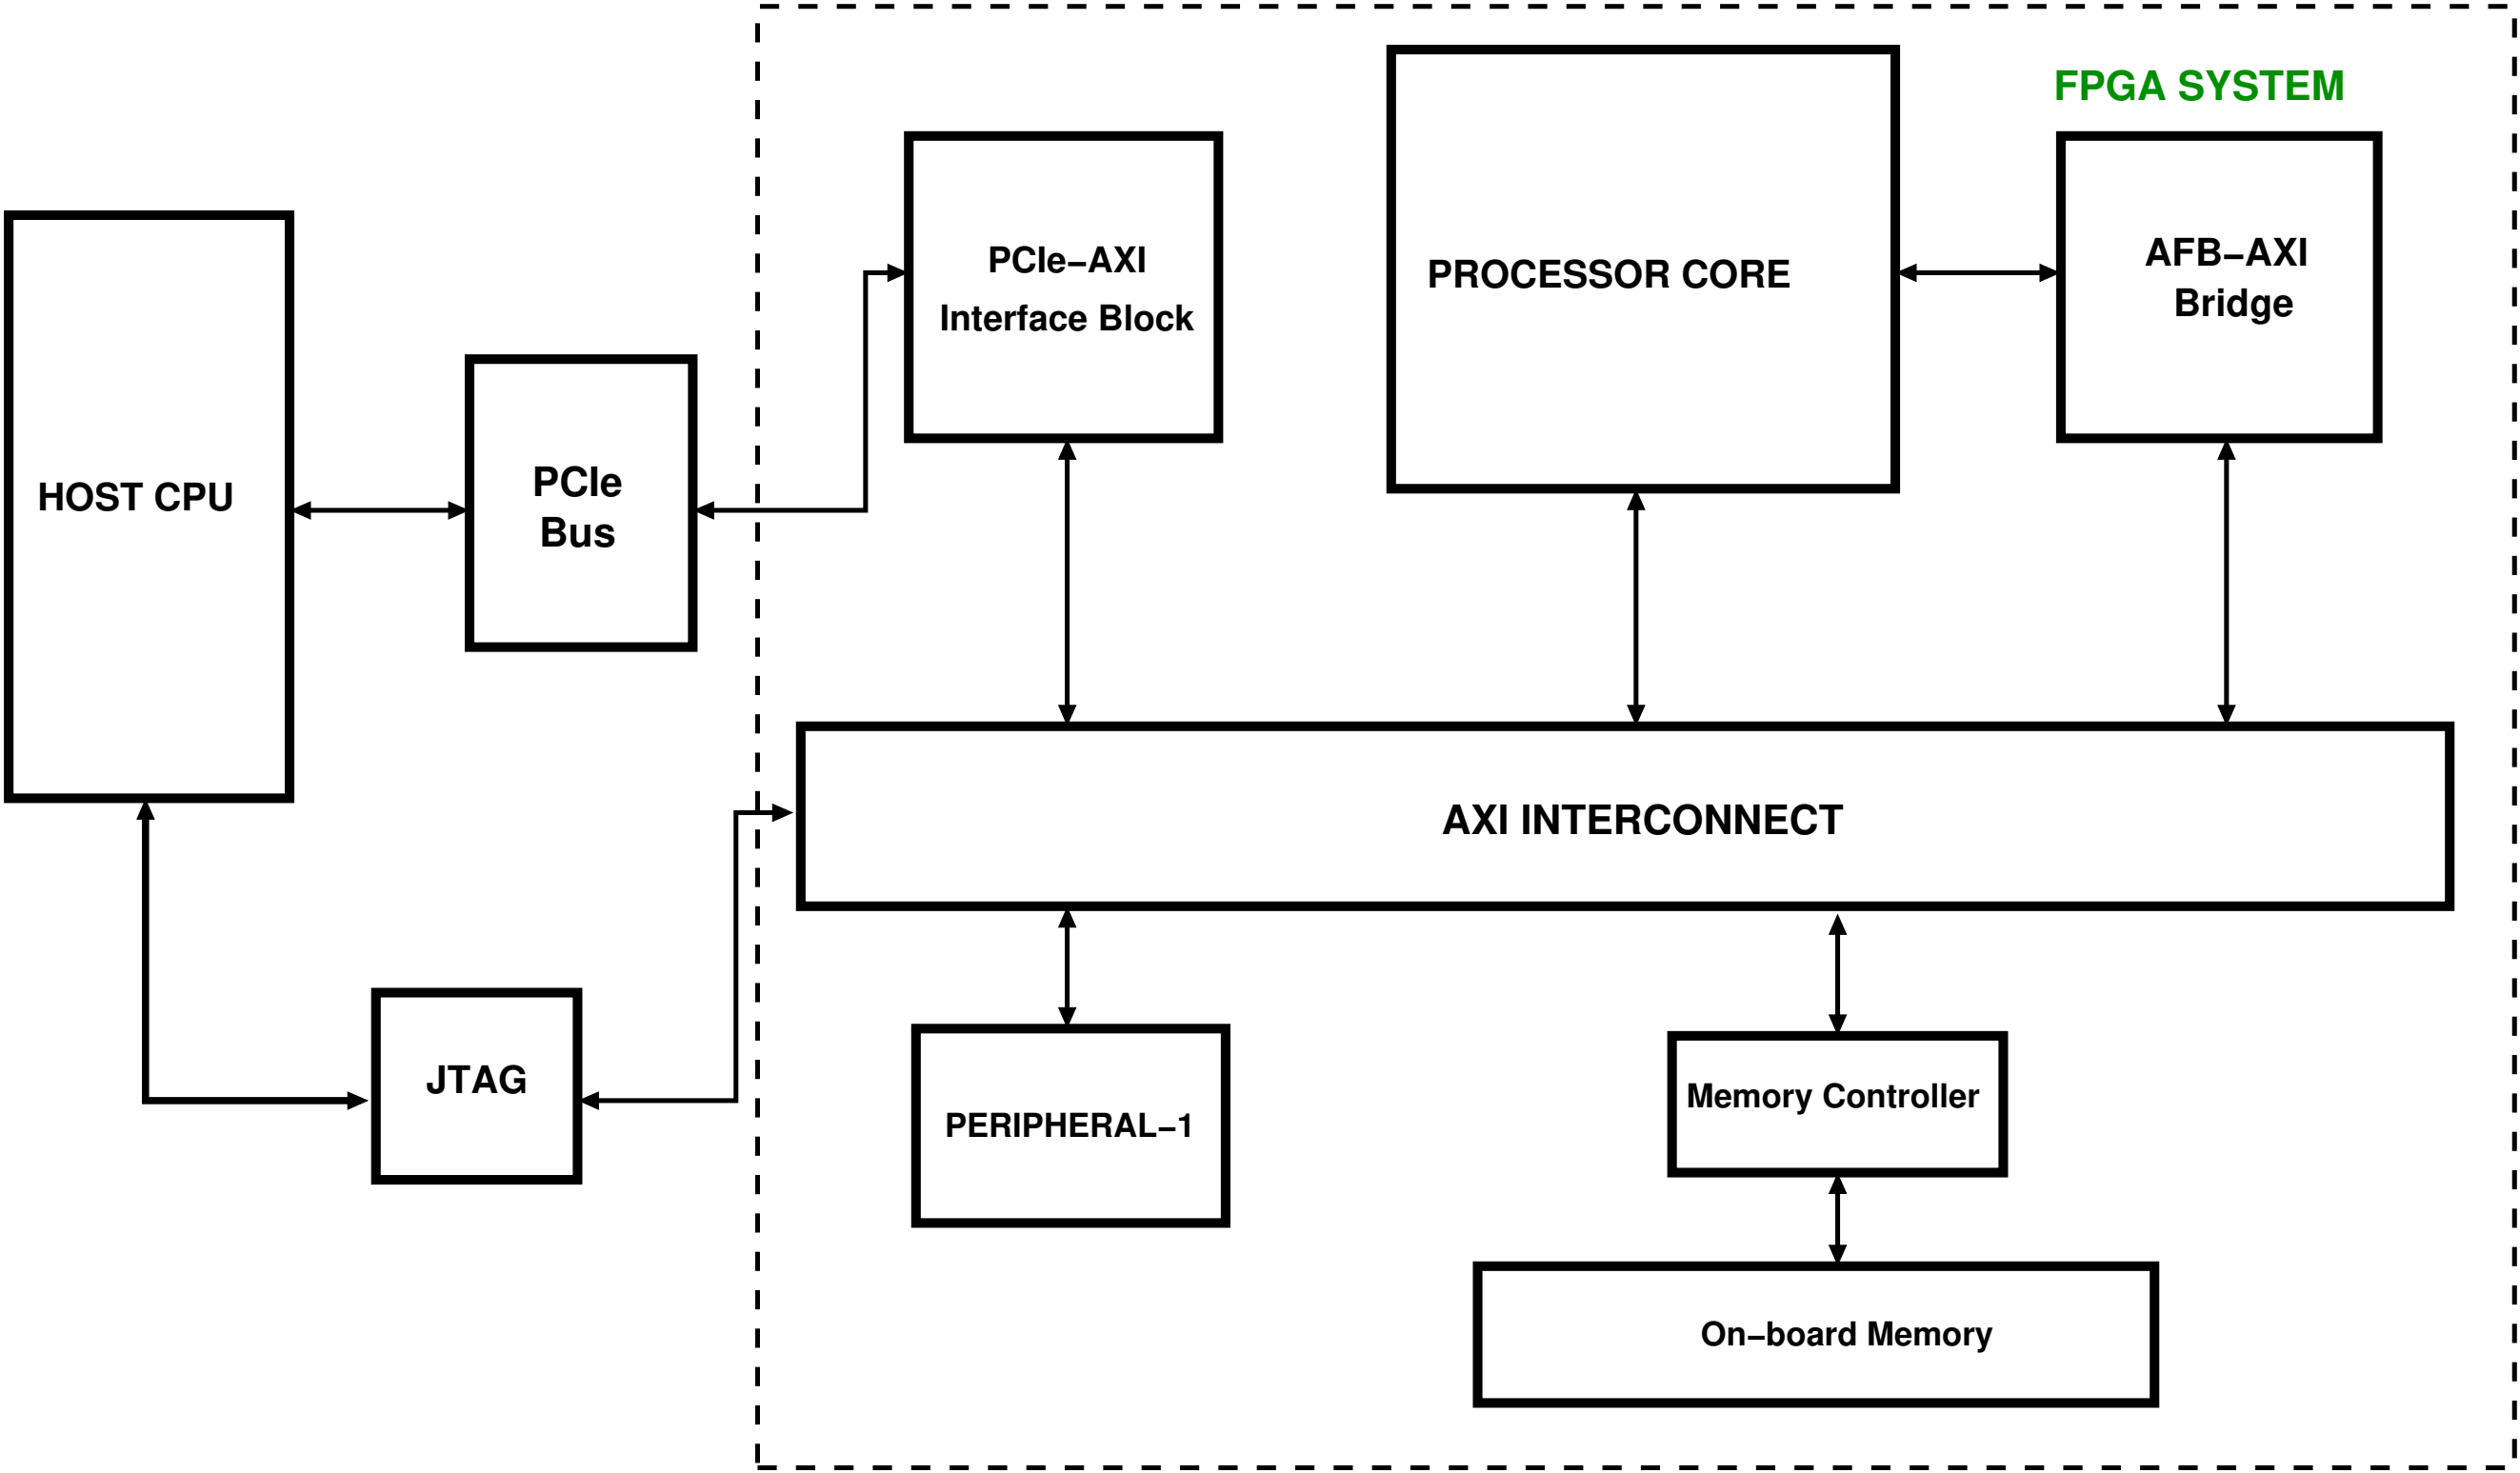 FPGA SYSTEM
PCIe−AXI
Interface Block
PROCESSOR CORE
AFB−AXI
Bridge
HOST CPU
PCIe
Bus
AXI INTERCONNECT
JTAG
PERIPHERAL−1
Memory Controller
On−board Memory